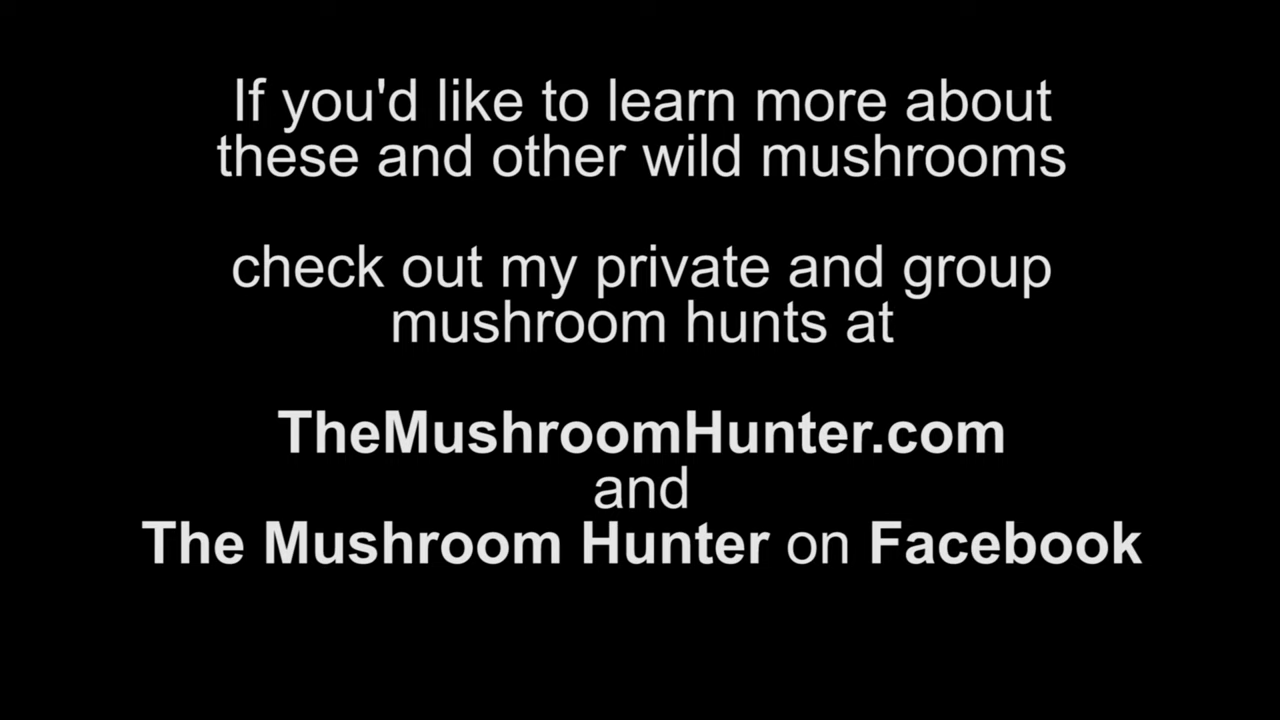 If you'd like to learn more about
these and other wild mushrooms
check out my private and group
mushroom hunts at
TheMushroomHunter.com
and
The Mushroom Hunter on Facebook